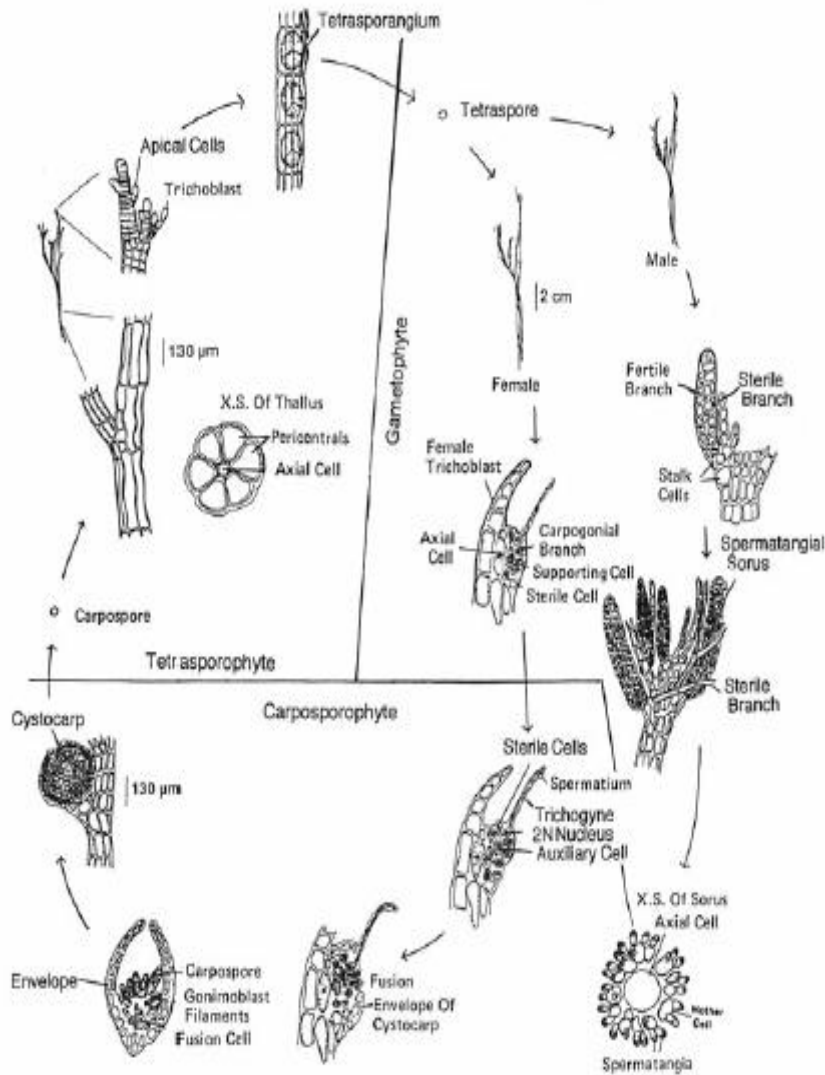 Tetrasporangium
Tetraspore
Apical Cells
Trichoblast
Male
2 cm
130 µm
Female
Fertile
Branch
Sterile
Branch
X.S. Of Thallus
Pericentrals
Axial Cell
Gametophyte
Female
Trichoblast
Stalk
Cells
Axial
Cell
Carpogonial
Branch
Supporting Cell
Sterile Cell
Spermatangial
Sorus
Carpospore
Tetrasporophyte
Sterile
Branch
Carposporophyte
Cystocarp
130 µm
Sterile Cells
Spermatium
Trichogyne
2N Nucleus
Auxiliary Cell
X.S. Of Sorus
Axial Cell
Envelope
Carpospore
Gonimoblast
Filaments
Fusion Cell
Fusion
Envelope Of
Cystocarp
Mother
Cell
Spermatangia